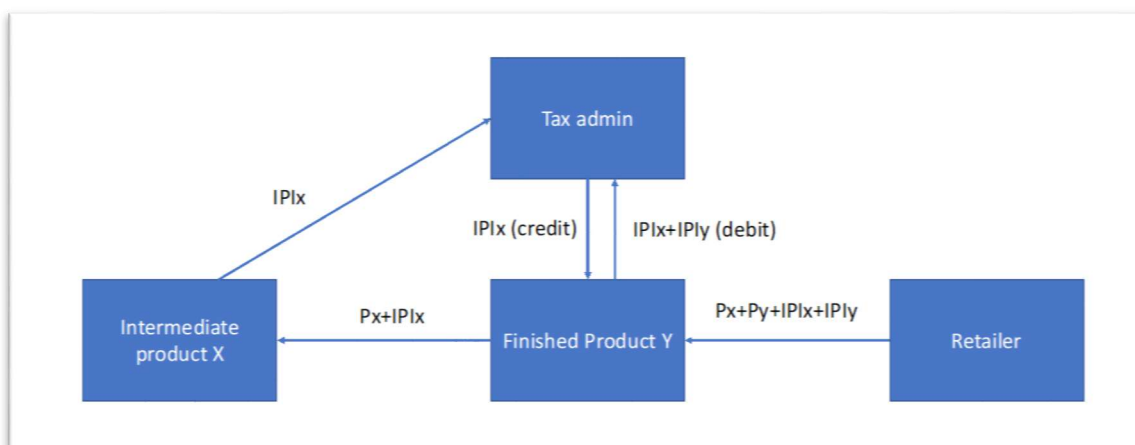 Tax admin
IPIx
IPIx (credit)
IPIx+IPIy (debit)
Px+IPIx
Px+Py+IPIx+IPIy
Intermediate
product X
Finished Product Y
Retailer